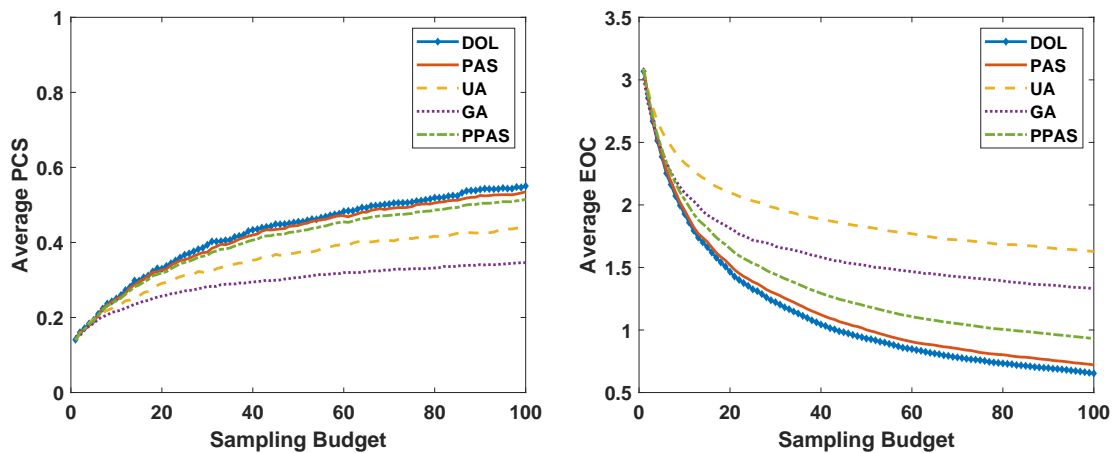 1
0.8
0.6
0.4
0.2
0
0 20 40 60 80 100
Average PCS
Sampling Budget
DOL
PAS
UA
GA
PPAS
3.5
3
2.5
2
1.5
1
0.5
0 20 40 60 80 100
Average EOC
Sampling Budget
DOL
PAS
UA
GA
PPAS